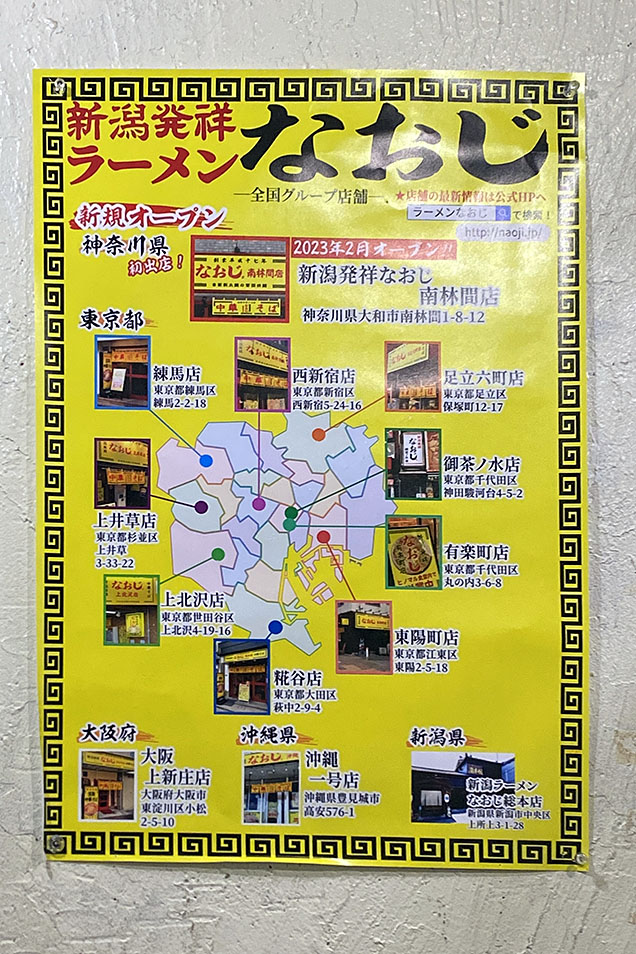 新潟発祥
ラーメン
なおじ
―全国グループ店舗―
★店舗の最新情報は公式HPへ
ラーメンなおじ
で検索!
http://naoji.jp/
新規オープン
神奈川県
初出店!
なおじ 南林間店
2023年2月オープン!!
新潟発祥なおじ
南林間店
神奈川県大和市南林間1-8-12
東京都
練馬店
東京都練馬区
練馬2-2-18
西新宿店
東京都新宿区
西新宿5-24-16
足立六町店
東京都足立区
保塚町12-17
上井草店
東京都杉並区
上井草
3-33-22
御茶ノ水店
東京都千代田区
神田駿河台4-5-2
有楽町店
東京都千代田区
丸の内3-6-8
上北沢店
東京都世田谷区
上北沢4-19-16
東陽町店
東京都江東区
東陽2-5-18
糀谷店
東京都大田区
萩中2-9-4
大阪府
大阪
上新庄店
大阪府大阪市
東淀川区小松
2-5-10
沖縄県
沖縄
一号店
沖縄県豊見城市
高安576-1
新潟県
新潟ラーメン
なおじ総本店
新潟県新潟市中央区
上所上3-1-28